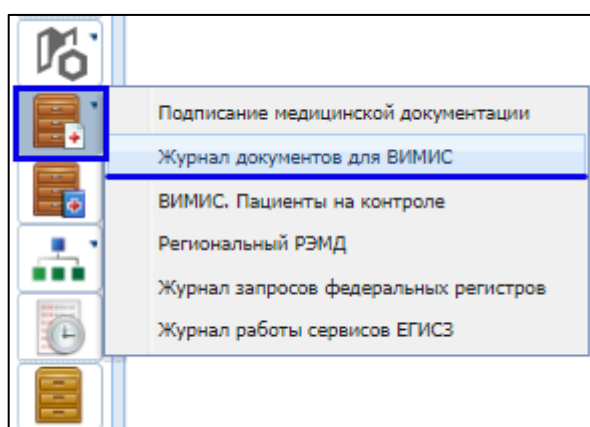 Подписание медицинской документации
Журнал документов для ВИМИС
ВИМИС. Пациенты на контроле
Региональный РЭМД
Журнал запросов федеральных регистров
Журнал работы сервисов ЕГИСЗ